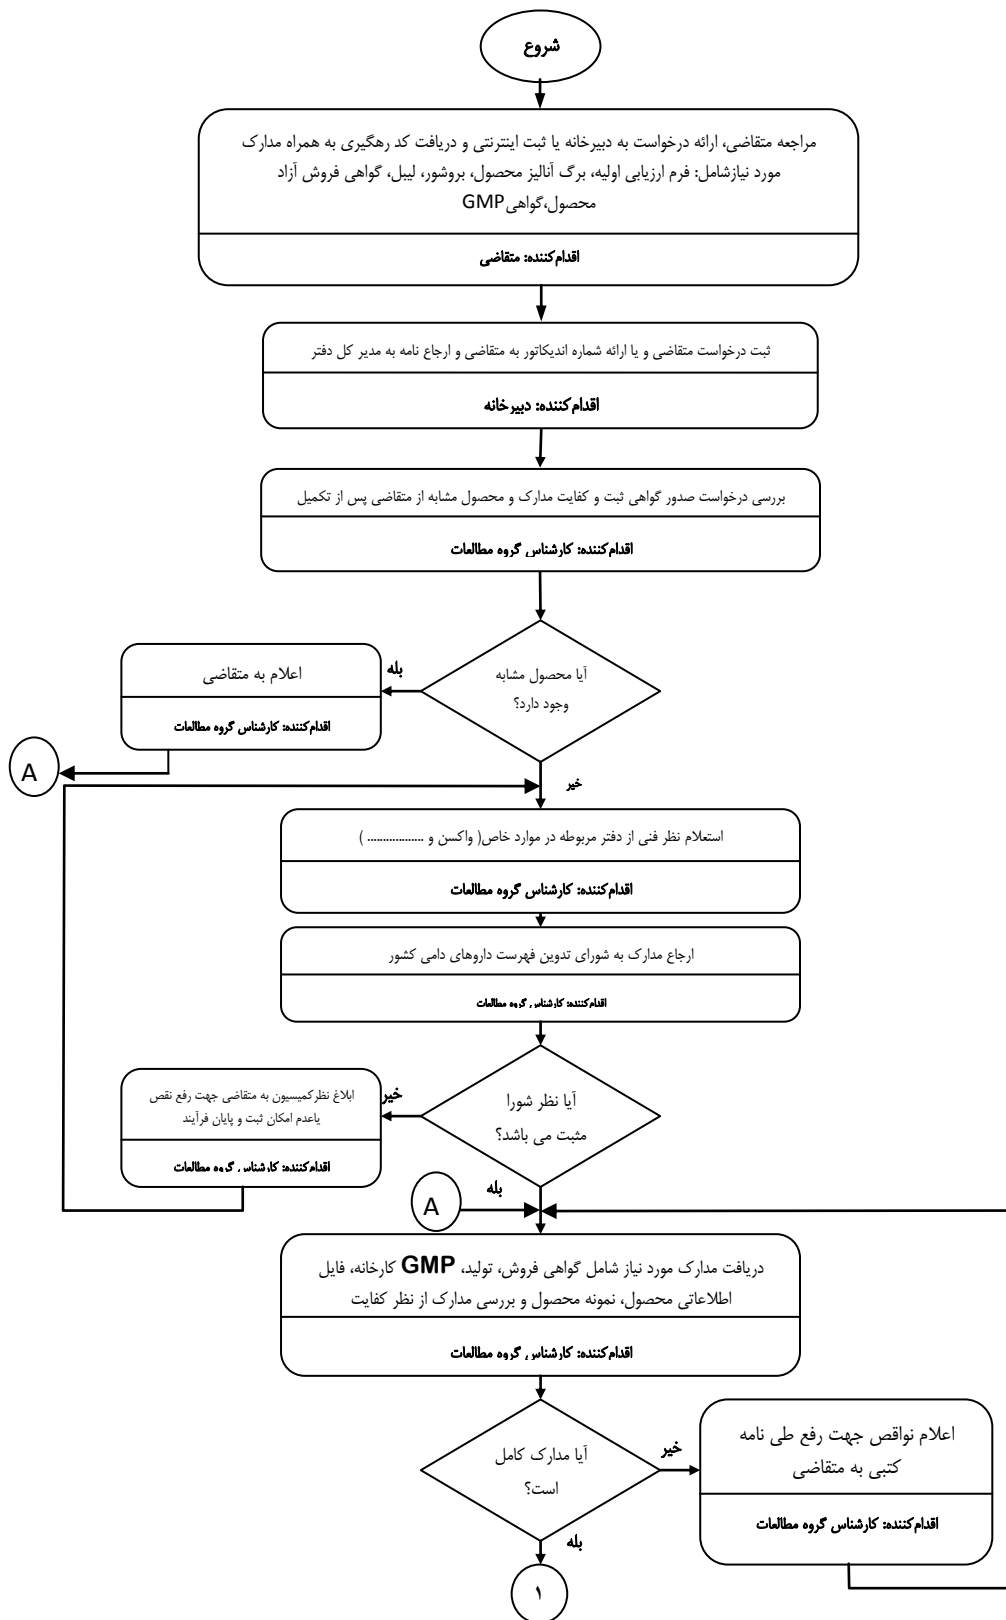 شروع
مراجعه متقاضی، ارائه درخواست به دبیرخانه یا ثبت اینترنتی و دریافت کد رهگیری به همراه مدارک
مورد نیازشامل: فرم ارزیابی اولیه، برگ آنالیز محصول، بروشور، لیبل، گواهی فروش آزاد
محصول،گواهیGMP
اقدام‌کننده: متقاضی
ثبت درخواست متقاضی و یا ارائه شماره اندیکاتور به متقاضی و ارجاع نامه به مدیر کل دفتر
اقدام‌کننده: دبیرخانه
بررسی درخواست صدور گواهی ثبت و کفایت مدارک و محصول مشابه از متقاضی پس از تکمیل
اقدام‌کننده: کارشناس گروه مطالعات
آیا محصول مشابه
وجود دارد؟
بله
اعلام به متقاضی
اقدام‌کننده: کارشناس گروه مطالعات
A
خیر
استعلام نظر فنی از دفتر مربوطه در موارد خاص( واکسن و .................. )
اقدام‌کننده: کارشناس گروه مطالعات
ارجاع مدارک به شورای تدوین فهرست داروهای دامی کشور
اقدام‌کننده: کارشناس گروه مطالعات
آیا نظر شورا
مثبت می باشد؟
خیر
ابلاغ نظرکمیسیون به متقاضی جهت رفع نقص
یاعدم امکان ثبت و پایان فرآیند
اقدام‌کننده: کارشناس گروه مطالعات
بله
A
دریافت مدارک مورد نیاز شامل گواهی فروش، تولید، GMP کارخانه، فایل
اطلاعاتی محصول، نمونه محصول و بررسی مدارک از نظر کفایت
اقدام‌کننده: کارشناس گروه مطالعات
آیا مدارک کامل
است؟
خیر
اعلام نواقص جهت رفع طی نامه
کتبی به متقاضی
اقدام‌کننده: کارشناس گروه مطالعات
بله
۱